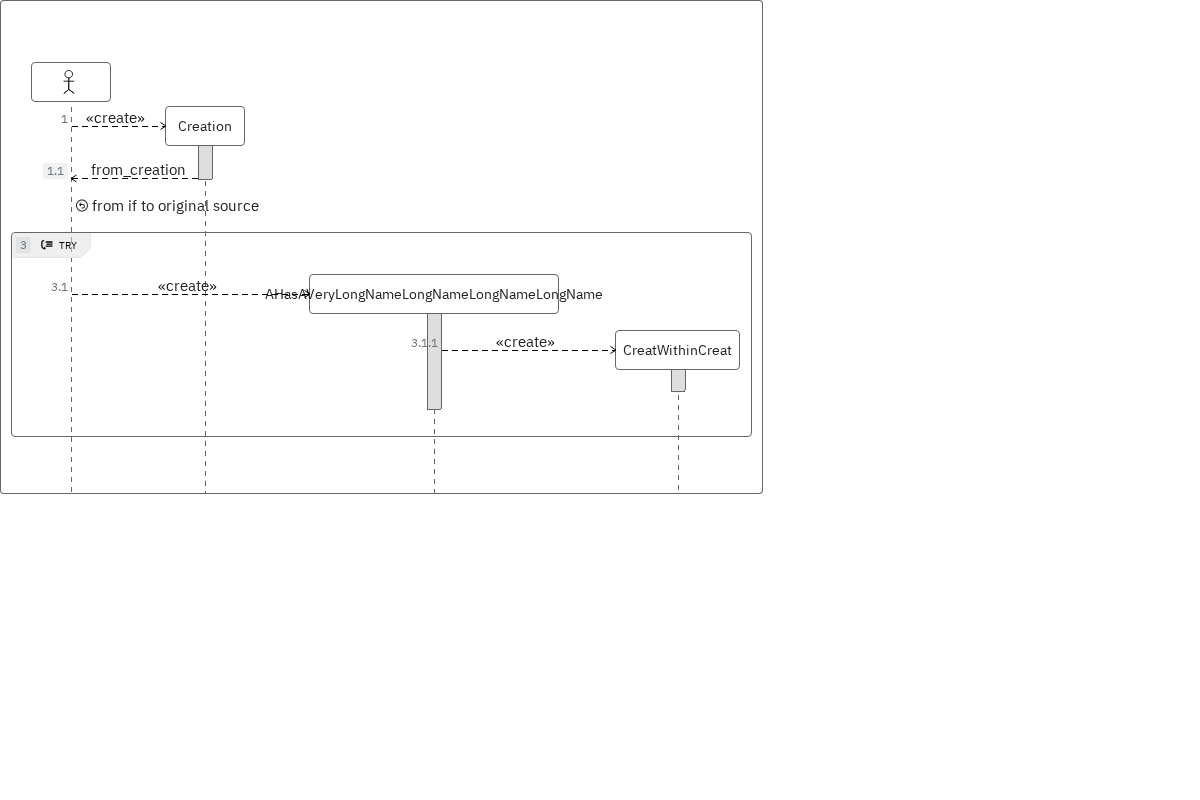 1
«create»
Creation
1.1
from_creation
from if to original source
3
TRY
3.1
«create»
AHasAVeryLongNameLongNameLongNameLongName
3.1.1
«create»
CreatWithinCreat